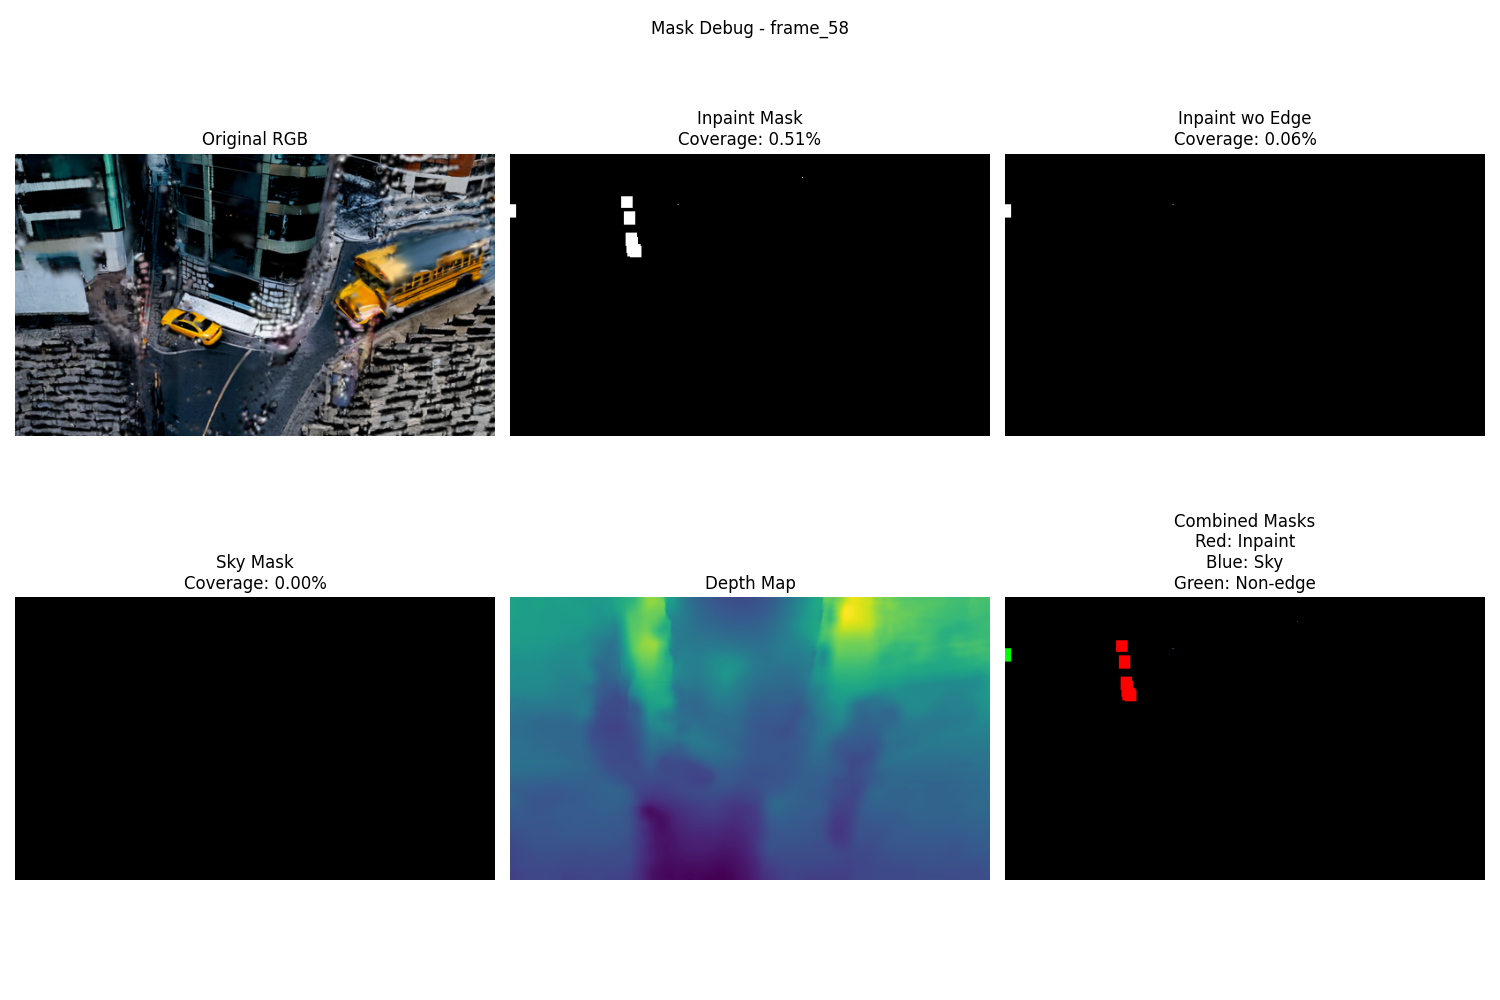 Mask Debug - frame_58
Original RGB
Inpaint Mask
Coverage: 0.51%
Inpaint wo Edge
Coverage: 0.06%
Sky Mask
Coverage: 0.00%
Depth Map
Combined Masks
Red: Inpaint
Blue: Sky
Green: Non-edge